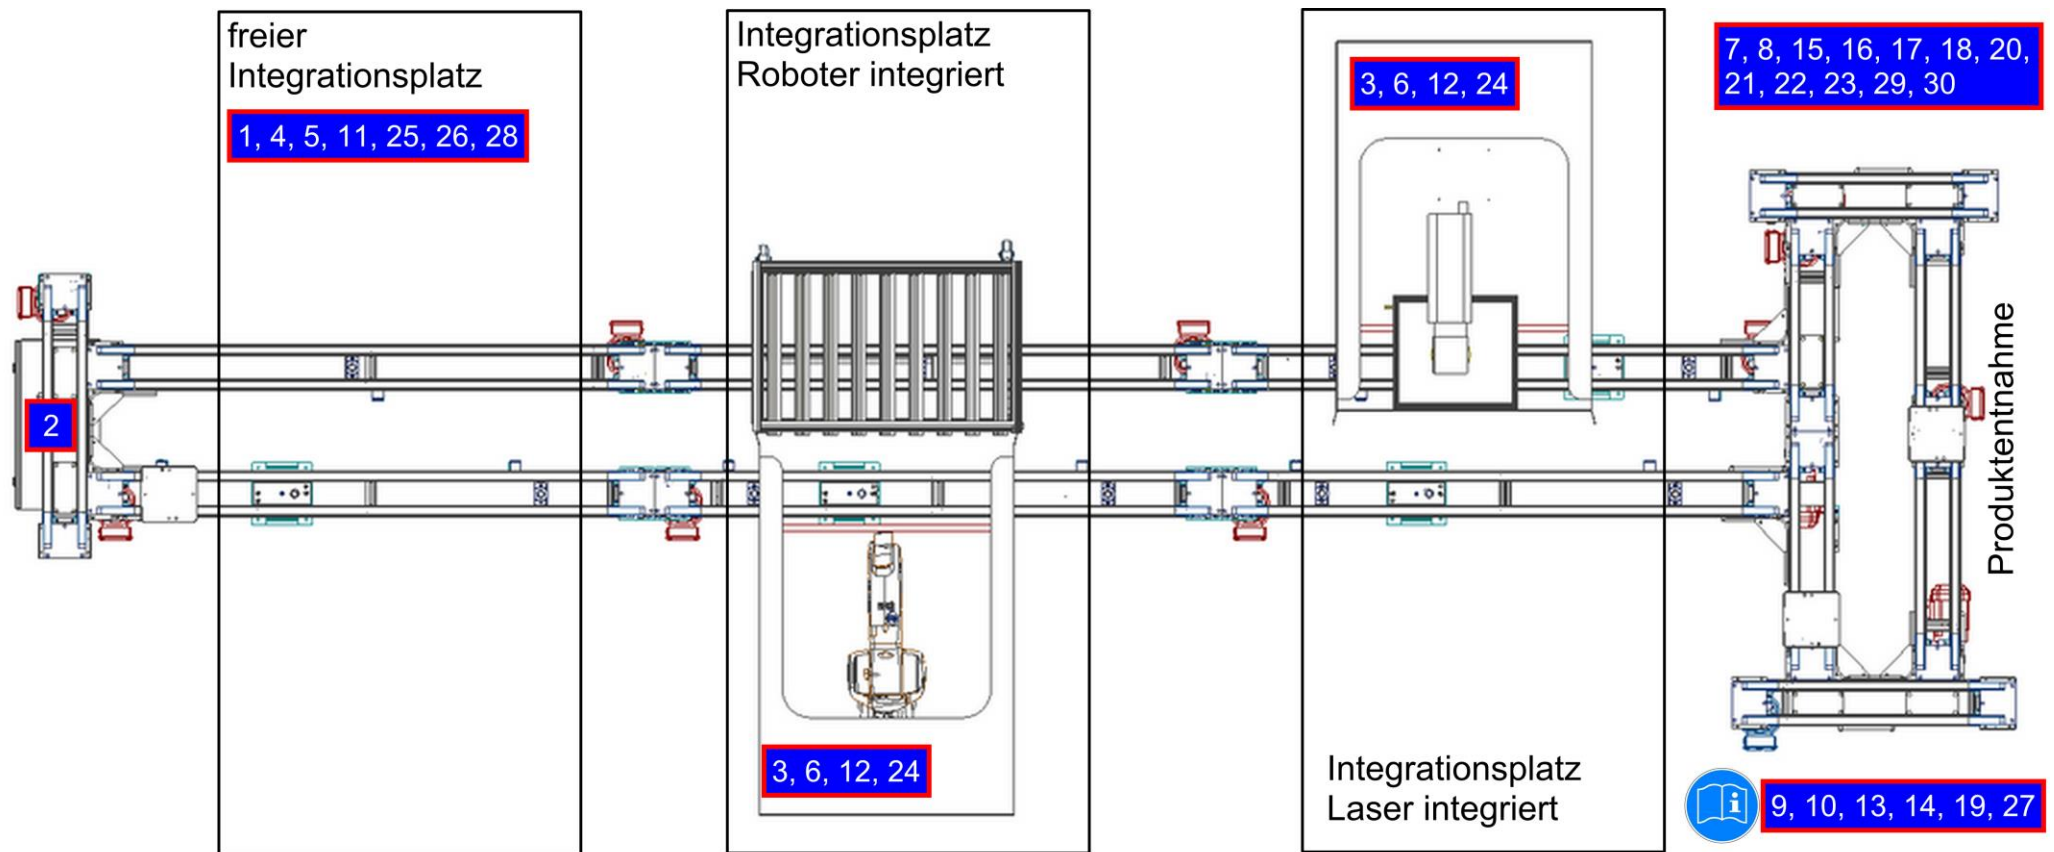 freier
Integrationsplatz
1, 4, 5, 11, 25, 26, 28
Integrationsplatz
Roboter integriert
3, 6, 12, 24
7, 8, 15, 16, 17, 18, 20,
21, 22, 23, 29, 30
2
Produktentnahme
3, 6, 12, 24
Integrationsplatz
Laser integriert
i
9, 10, 13, 14, 19, 27